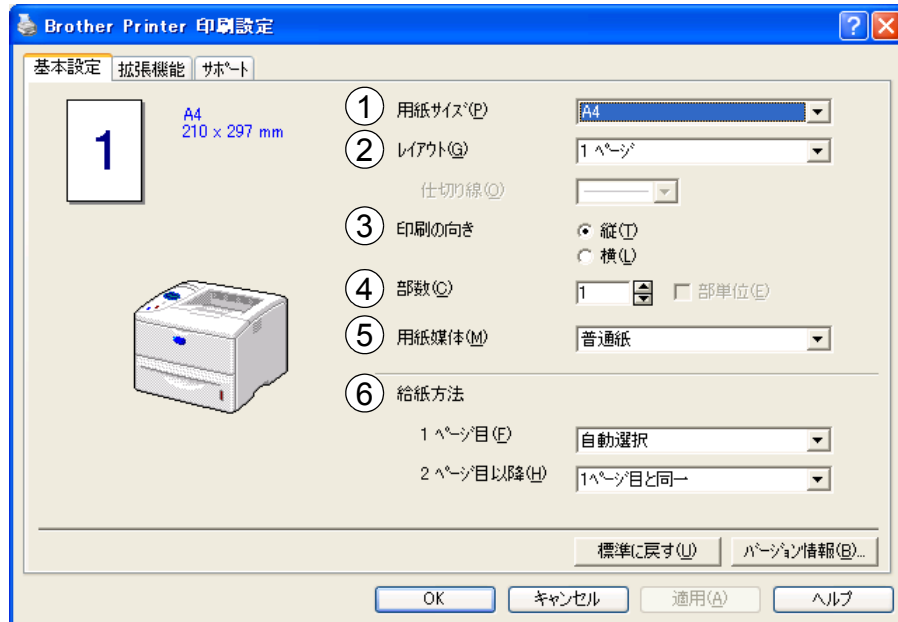 Brother Printer 印刷設定
基本設定 拡張機能 ｻﾎﾟｰﾄ
1
A4
210 x 297 mm
① 用紙ｻｲｽﾞ(P) A4
② ﾚｲｱｳﾄ(G) 1 ﾍﾟｰｼﾞ
仕切り線(O)
③ 印刷の向き 縦(T)
横(L)
④ 部数(C) 1 部単位(E)
⑤ 用紙媒体(M) 普通紙
⑥ 給紙方法
1 ﾍﾟｰｼﾞ目(F) 自動選択
2 ﾍﾟｰｼﾞ目以降(H) 1ﾍﾟｰｼﾞ目と同一
標準に戻す(U) ﾊﾞｰｼﾞｮﾝ情報(B)...
OK キャンセル 適用(A) ヘルプ